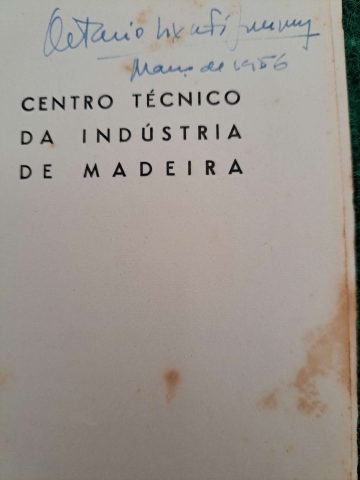 Octavio
Março de 1956
CENTRO TÉCNICO
DA INDÚSTRIA
DE MADEIRA